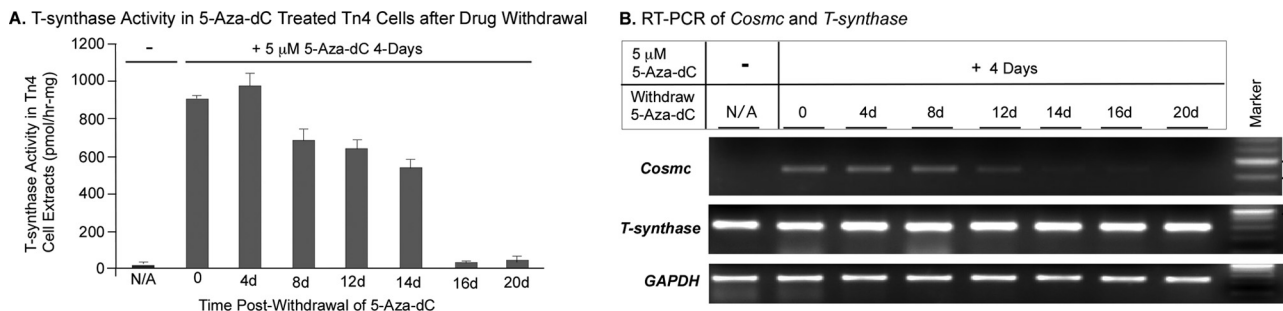 A. T-synthase Activity in 5-Aza-dC Treated Tn4 Cells after Drug Withdrawal
T-synthase Activity in Tn4
Cell Extracts (pmol/hr-mg)
1200
1000
800
600
400
200
0
-
+ 5 μM 5-Aza-dC 4-Days
N/A 0 4d 8d 12d 14d 16d 20d
Time Post-Withdrawal of 5-Aza-dC
B. RT-PCR of Cosmc and T-synthase
5 μM
5-Aza-dC
-
+ 4 Days
Withdraw
5-Aza-dC
N/A 0 4d 8d 12d 14d 16d 20d
Marker
Cosmc
T-synthase
GAPDH